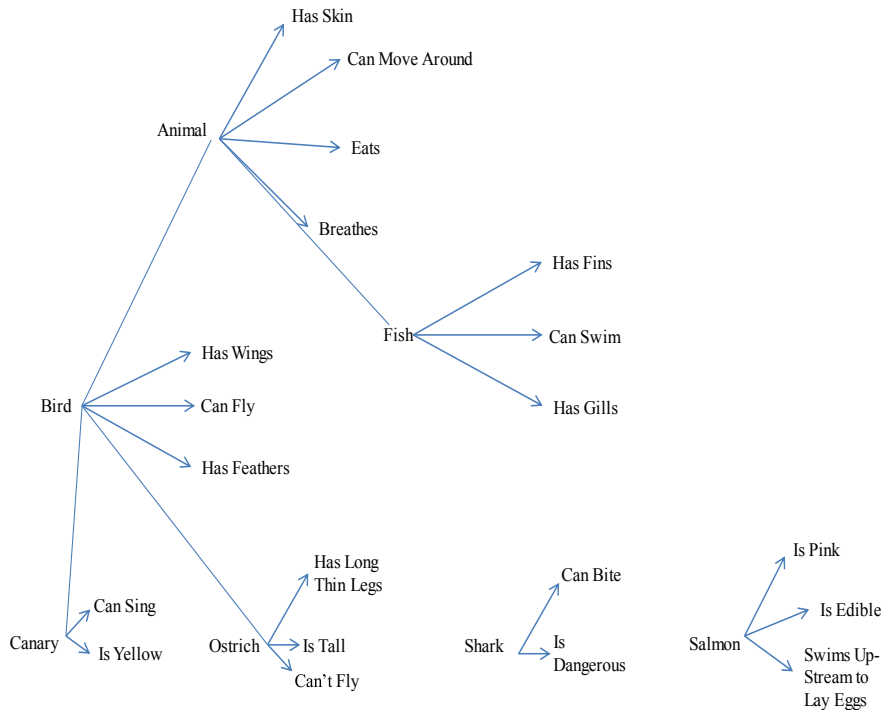 Has Skin
Can Move Around
Animal
Eats
Breathes
Has Fins
Fish
Can Swim
Has Gills
Has Wings
Bird
Can Fly
Has Feathers
Has Long
Thin Legs
Can Sing
Canary
Is Yellow
Ostrich
Is Tall
Can't Fly
Can Bite
Shark
Is
Dangerous
Is Pink
Is Edible
Salmon
Swims Up-
Stream to
Lay Eggs